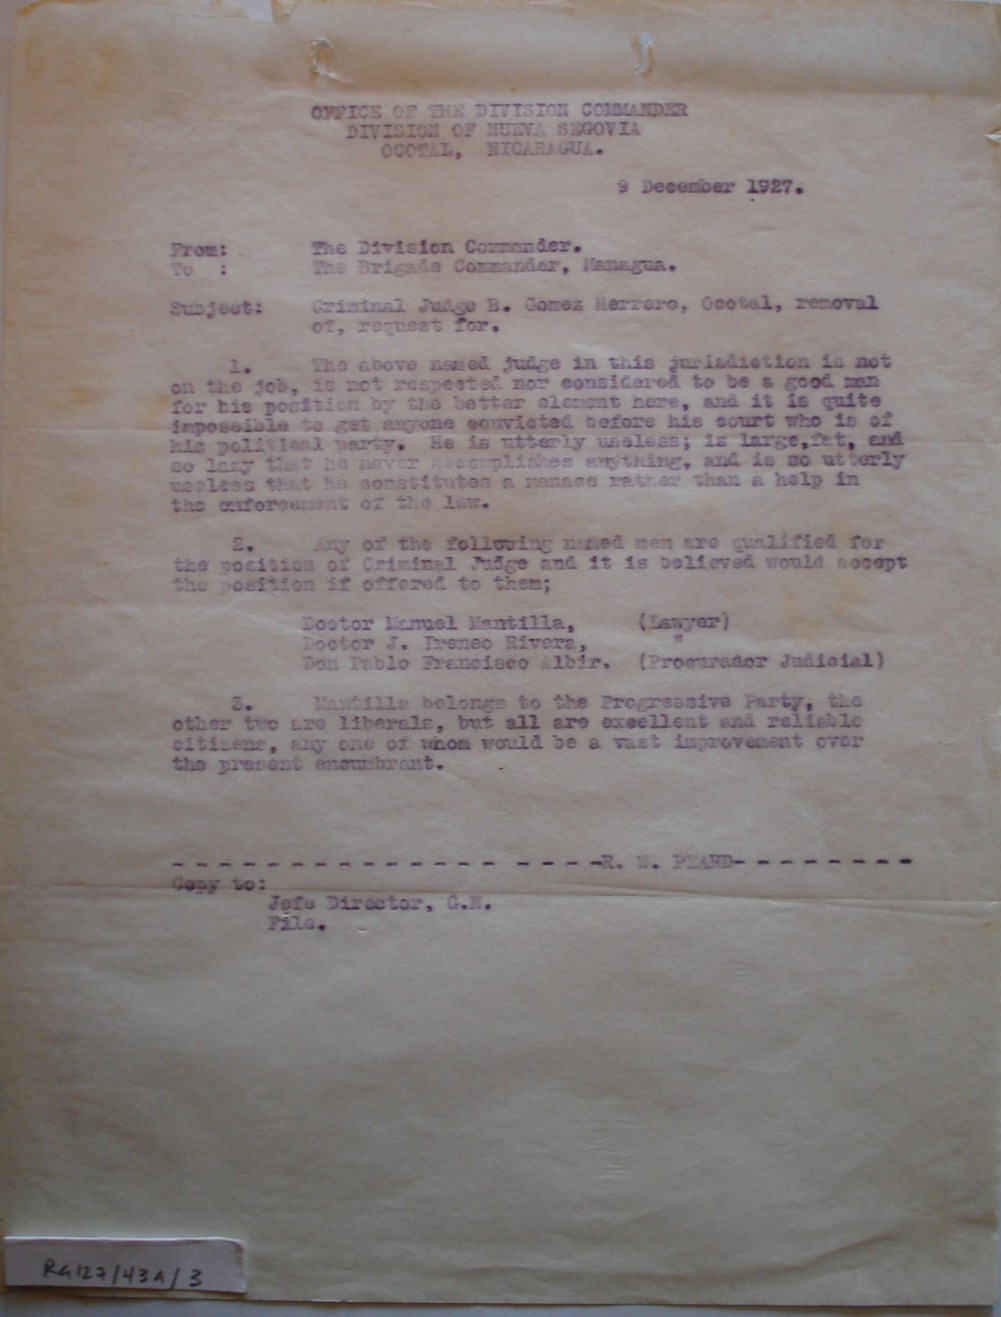 OFFICE OF THE DIVISION COMMANDER
DIVISION OF NUEVA SEGOVIA
OCOTAL, NICARAGUA.
9 December 1927.
From: The Division Commander.
To : The Brigade Commander, Managua.
Subject: Criminal Judge B. Gomez Herrero, Ocotal, removal
of, request for.
1. The above named judge in this jurisdiction is not
on the job, is not respected nor considered to be a good man
for his position by the better element here, and it is quite
impossible to get anyone convicted before his court who is of
his political party. He is utterly useless; is large,fat, and
so lazy that he never accomplishes anything, and is so utterly
useless that he constitutes a menace rather than a help in
the enforcement of the law.
2. Any of the following named men are qualified for
the position of Criminal Judge and it is believed would accept
the position if offered to them;
Doctor Manuel Mantilla, (Lawyer)
Doctor J. Ireneo Rivera, "
Don Pablo Francisco Albir. (Procurador Judicial)
3. Mantilla belongs to the Progressive Party, the
other two are liberals, but all are excellent and reliable
citizens, any one of whom would be a vast improvement over
the present encumbrant.
- - - - - - - - - - - - - - - - - - -R. N. PEARD- - - - - - - - -
Copy to:
Jefe Director, G.N.
File.
RG127/43A/3